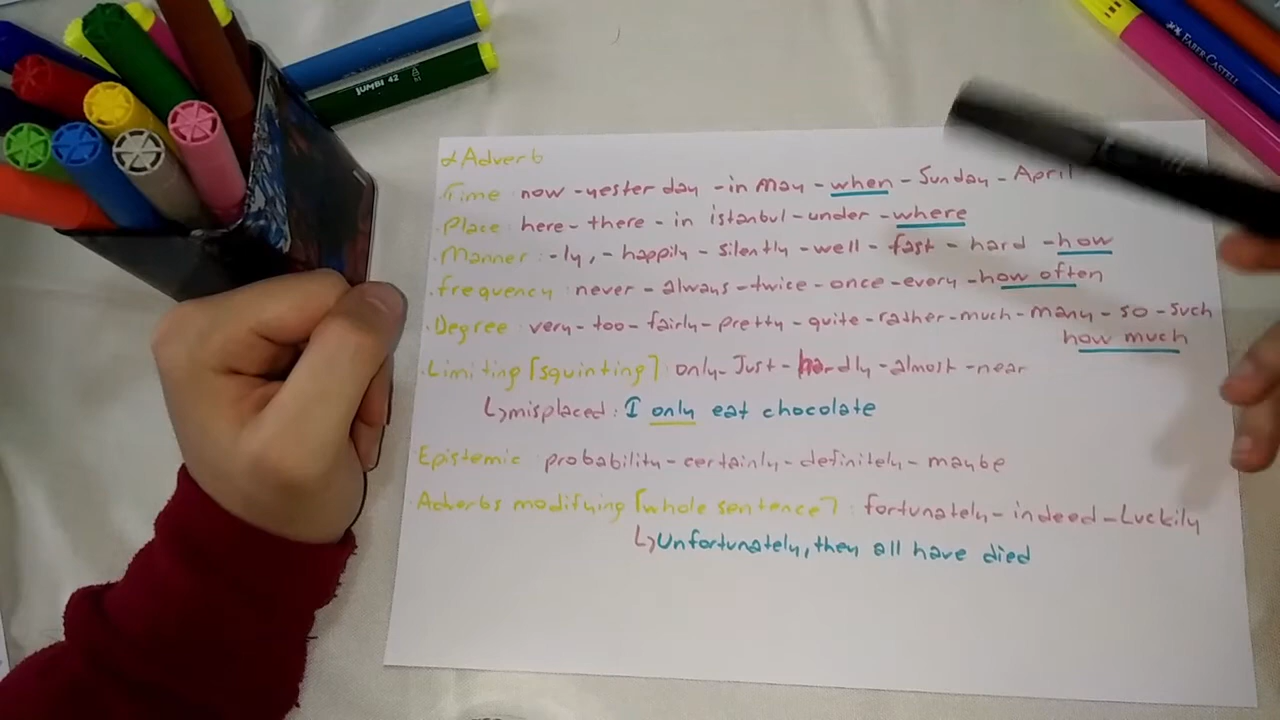 JUMBI 42
FABER CASTELL
α Adverb
Time: now - yesterday - in May - when - Sunday - April
Place: here - there - in istanbul - under - where
Manner: -ly, - happily - silently - well - fast - hard - how
frequency: never - always - twice - once - every - how often
Degree: very - too - fairly - pretty - quite - rather - much - many - so - such
how much
Limiting [squinting]: only - Just - hardly - almost - near
↳misplaced: I only eat chocolate
Epistemic: probability - certainly - definitely - maybe
Adverbs modifying [whole sentence]: fortunately - indeed - Luckily
↳Unfortunately, they all have died